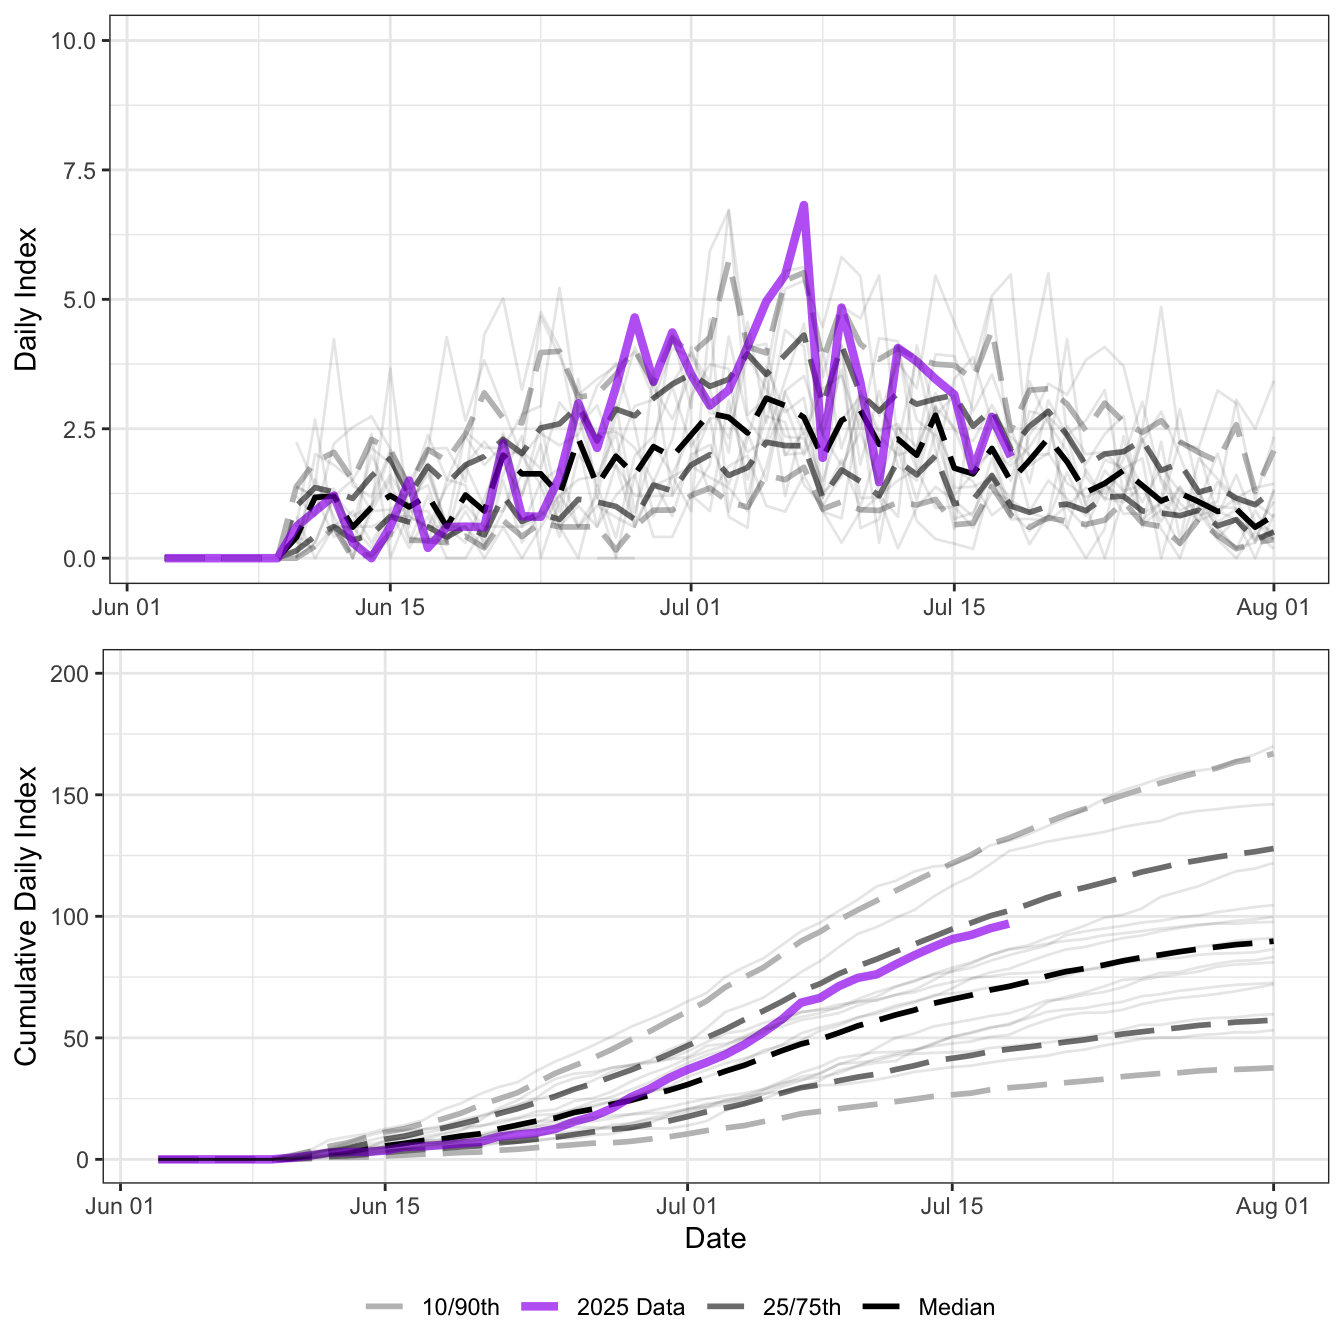 Daily Index
10.0
7.5
5.0
2.5
0.0
Jun 01 Jun 15 Jul 01 Jul 15 Aug 01
Cumulative Daily Index
200
150
100
50
0
Jun 01 Jun 15 Jul 01 Jul 15 Aug 01
Date
10/90th 2025 Data 25/75th Median